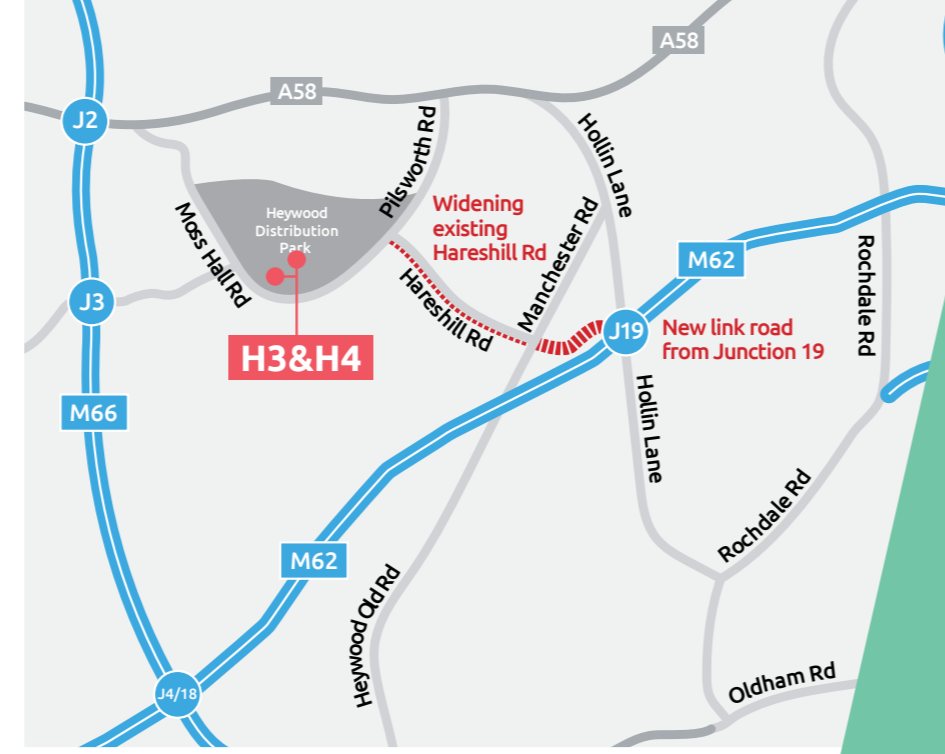 A58
A58
J2
Pilsworth Rd
Hollin Lane
Widening
existing
Hareshill Rd
Heywood
Distribution
Park
Moss Hall Rd
Manchester Rd
M62
Rochdale Rd
Hareshill Rd
J3
J19
New link road
from Junction 19
H3&H4
M66
Hollin Lane
Rochdale Rd
M62
Heywood Old Rd
J4/18
Oldham Rd